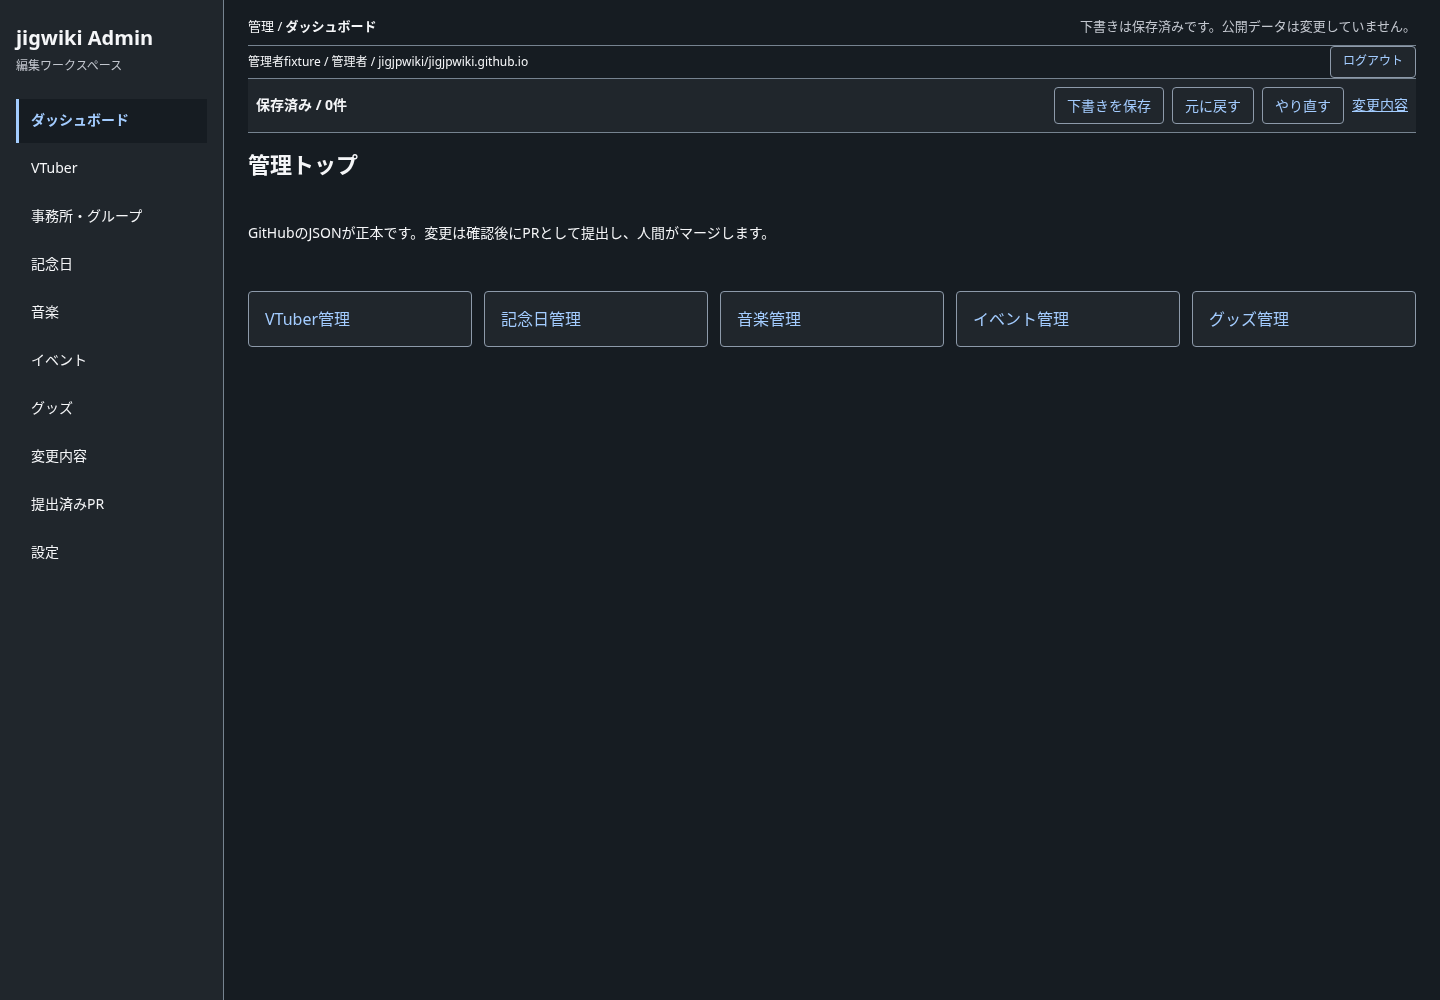 jigwiki Admin
編集ワークスペース
ダッシュボード
VTuber
事務所・グループ
記念日
音楽
イベント
グッズ
変更内容
提出済みPR
設定
管理 / ダッシュボード
下書きは保存済みです。公開データは変更していません。
管理者fixture / 管理者 / jigjpwiki/jigjpwiki.github.io
ログアウト
保存済み / 0件
下書きを保存
元に戻す
やり直す
変更内容
管理トップ
GitHubのJSONが正本です。変更は確認後にPRとして提出し、人間がマージします。
VTuber管理
記念日管理
音楽管理
イベント管理
グッズ管理